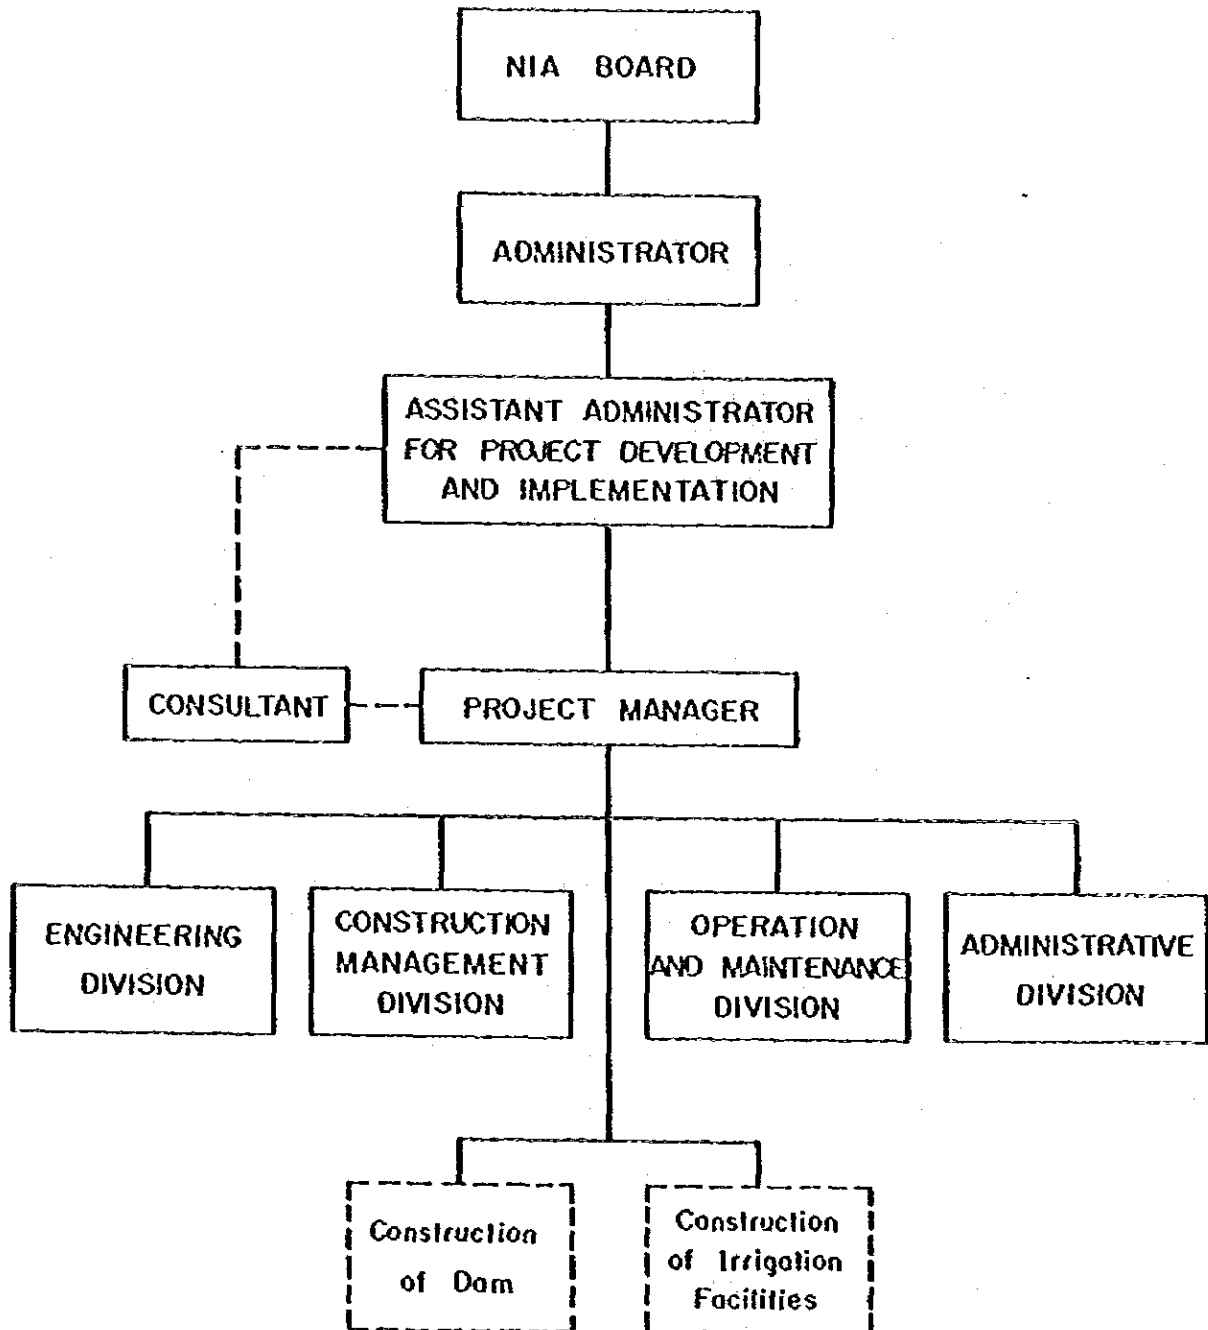 NIA BOARD
ADMINISTRATOR
ASSISTANT ADMINISTRATOR
FOR PROJECT DEVELOPMENT
AND IMPLEMENTATION
CONSULTANT
PROJECT MANAGER
ENGINEERING
DIVISION
CONSTRUCTION
MANAGEMENT
DIVISION
OPERATION
AND MAINTENANCE
DIVISION
ADMINISTRATIVE
DIVISION
Construction
of Dam
Construction
of Irrigation
Facilities